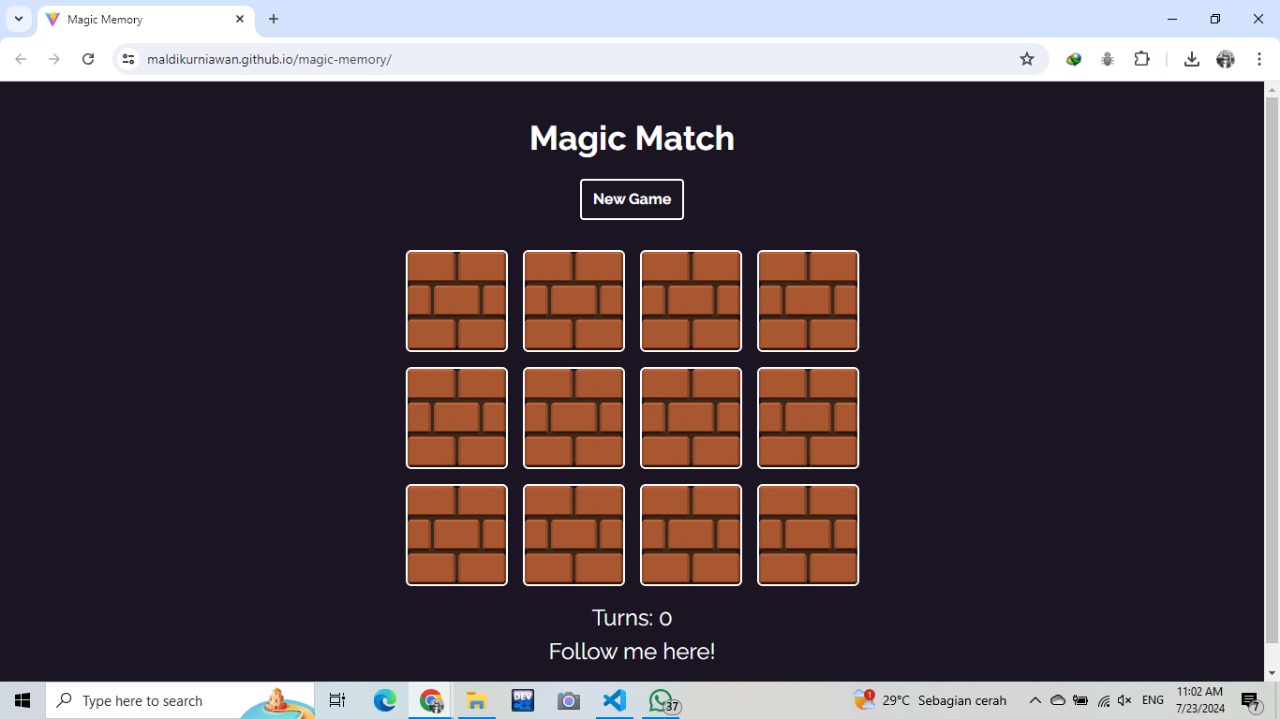 Magic Memory
maldikurniawan.github.io/magic-memory/
Magic Match
New Game
Turns: 0
Follow me here!
Type here to search
DEV
37
1
29°C Sebagian cerah
ENG
11:02 AM
7/23/2024
7